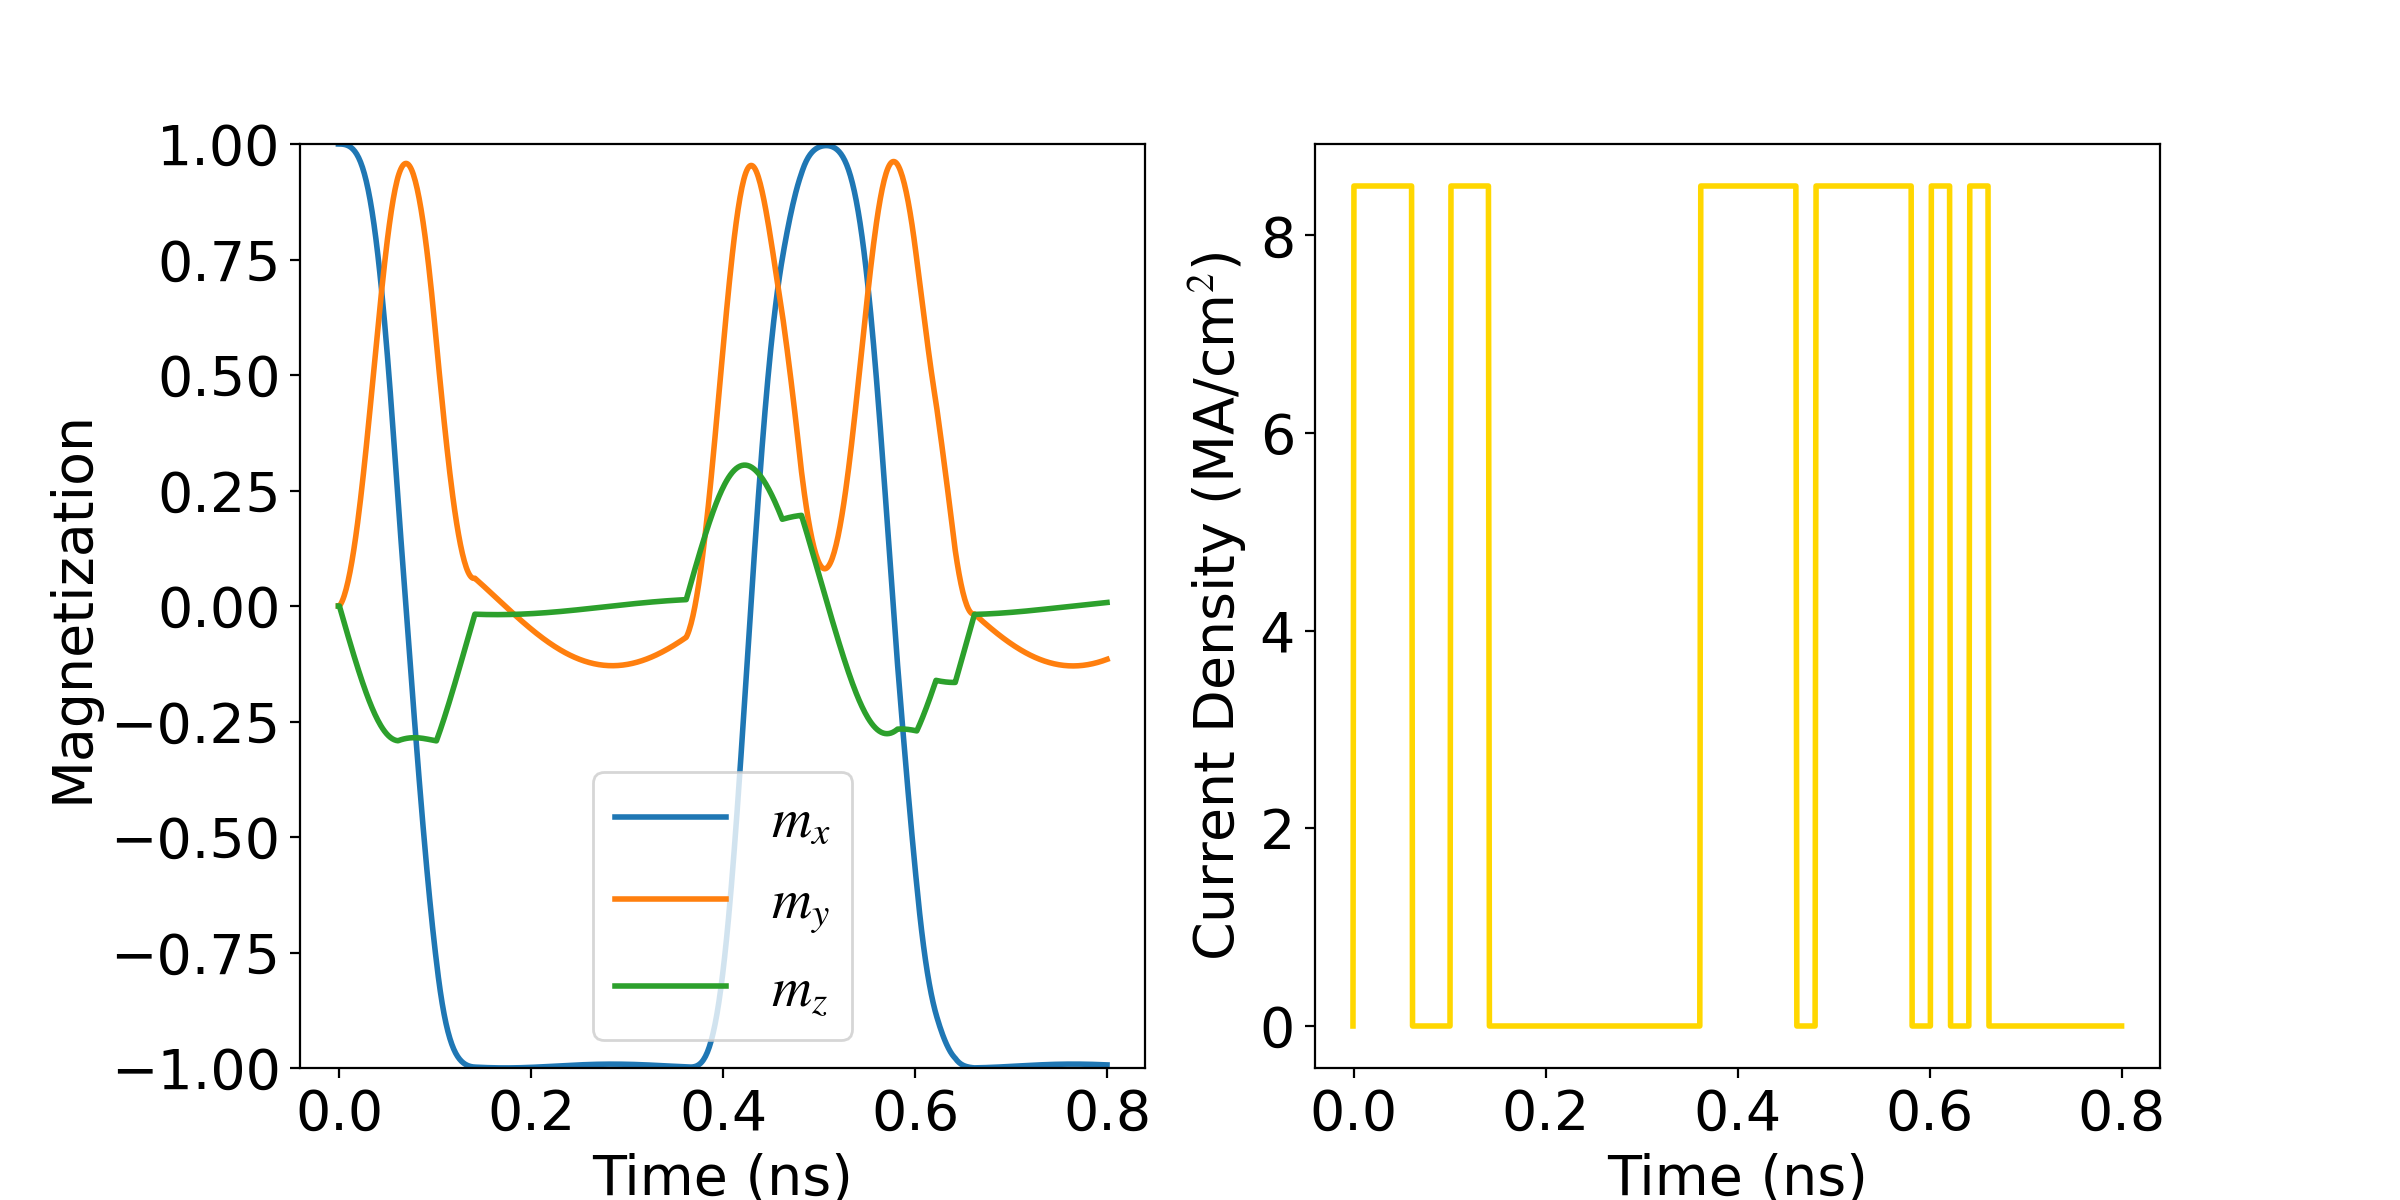 Magnetization
1.00
0.75
0.50
0.25
0.00
−0.25
−0.50
−0.75
−1.00
0.0 0.2 0.4 0.6 0.8
Time (ns)
m_x
m_y
m_z
Current Density (MA/cm²)
8
6
4
2
0
0.0 0.2 0.4 0.6 0.8
Time (ns)